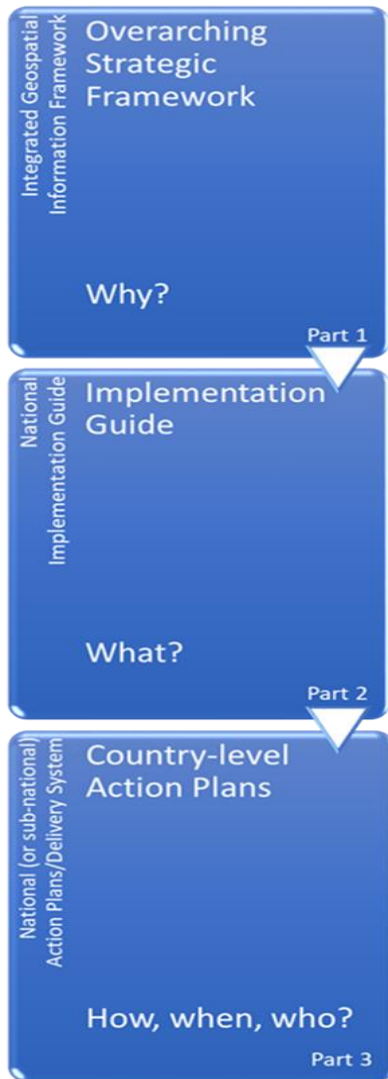 Integrated Geospatial
Information Framework
Overarching
Strategic
Framework
Why?
Part 1
National
Implementation Guide
Implementation
Guide
What?
Part 2
National (or sub-national)
Action Plans/Delivery System
Country-level
Action Plans
How, when, who?
Part 3